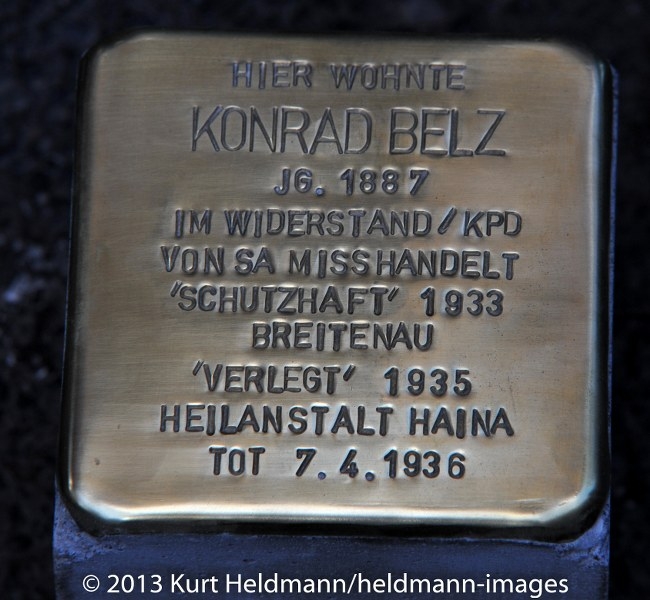 HIER WOHNTE
KONRAD BELZ
JG. 1887
IM WIDERSTAND/KPD
VON SA MISSHANDELT
"SCHUTZHAFT" 1933
BREITENAU
"VERLEGT" 1935
HEILANSTALT HAINA
TOT 7.4.1936
© 2013 Kurt Heldmann/heldmann-images